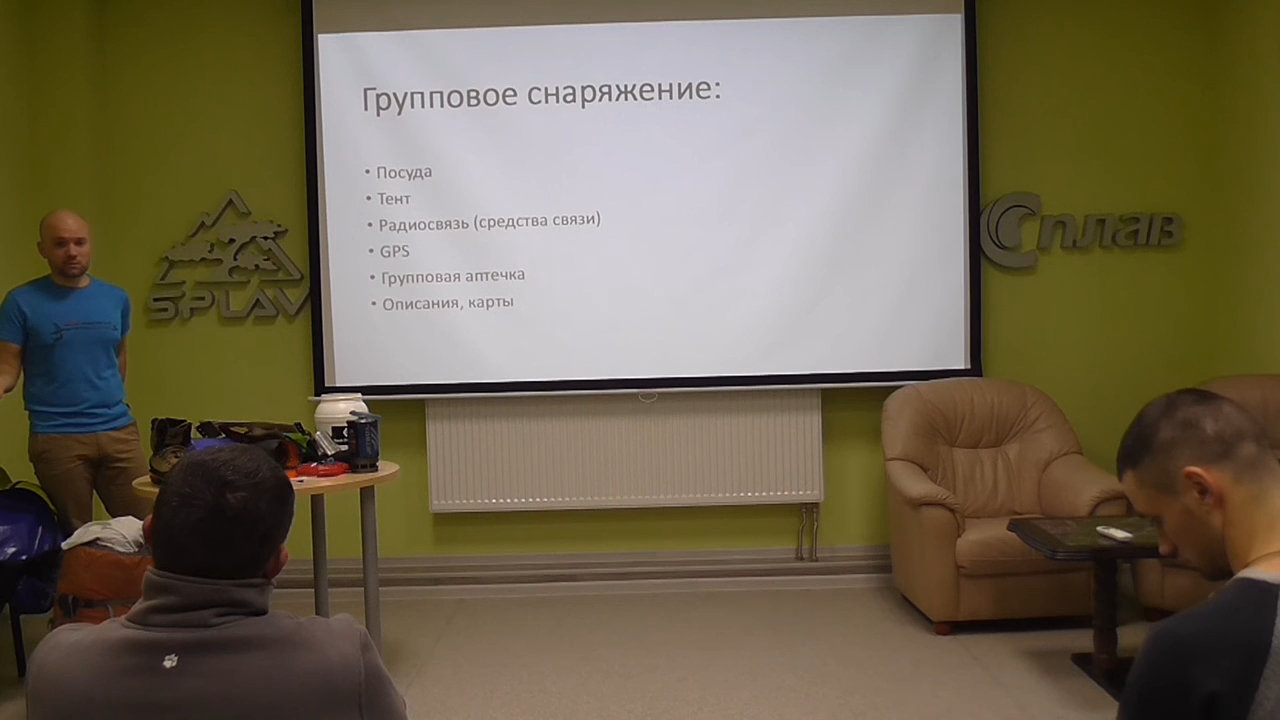 Групповое снаряжение:
• Посуда
• Тент
• Радиосвязь (средства связи)
• GPS
• Групповая аптечка
• Описания, карты
SPLAV
Сплав